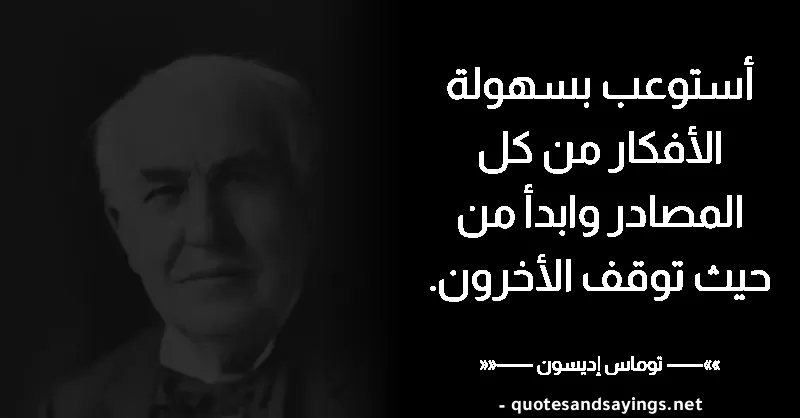 أستوعب بسهولة
الأفكار من كل
المصادر وابدأ من
حيث توقف الأخرون.
»»—— توماس إديسون ——««
- quotesandsayings.net